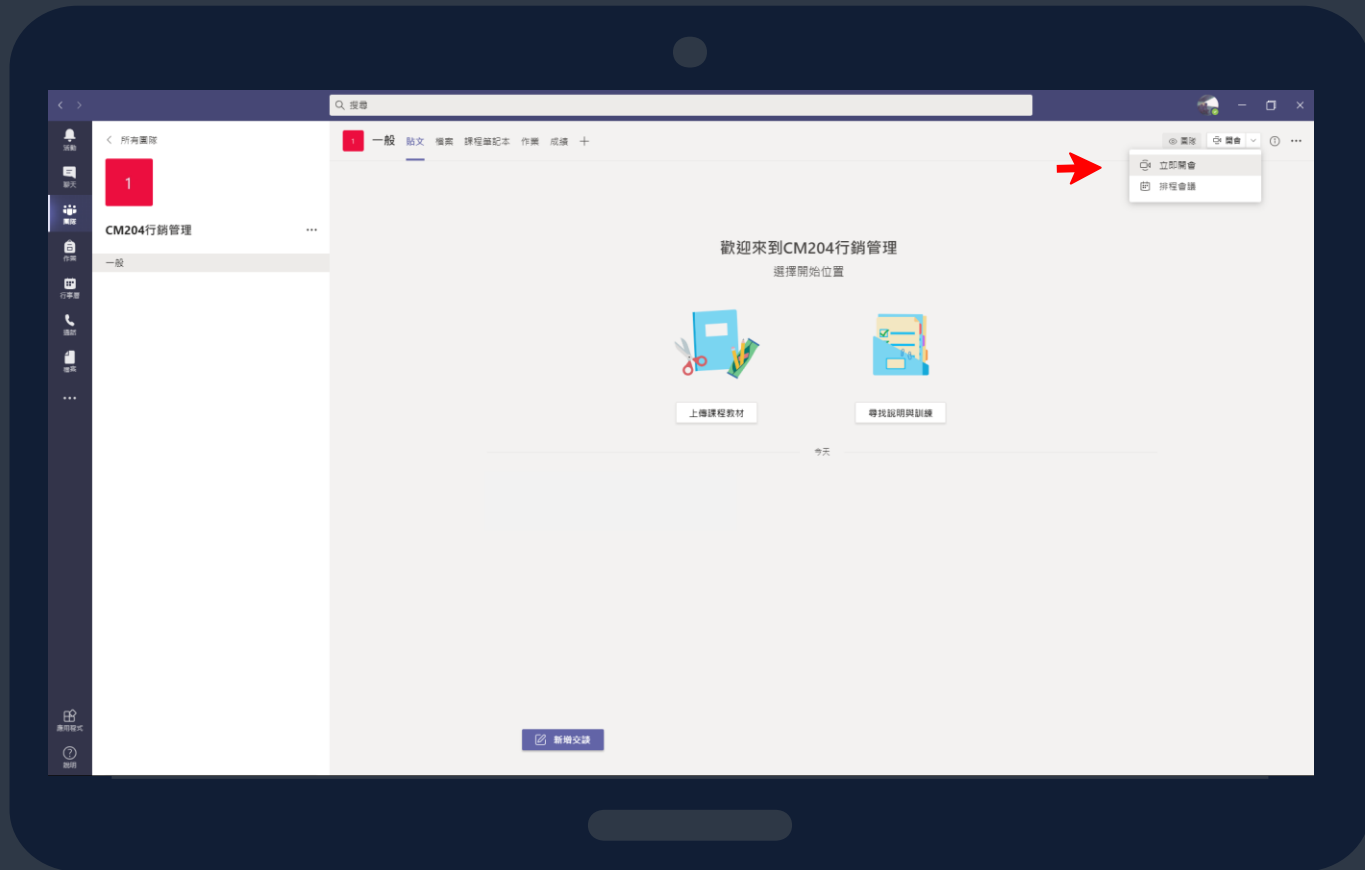 搜尋
活動
聊天
團隊
作業
行事曆
通話
檔案
應用程式
說明
所有團隊
1
CM204行銷管理
一般
1 一般 貼文 檔案 課程筆記本 作業 成績
團隊 開會
立即開會
排程會議
歡迎來到CM204行銷管理
選擇開始位置
上傳課程教材 尋找說明與訓練
今天
新增交談